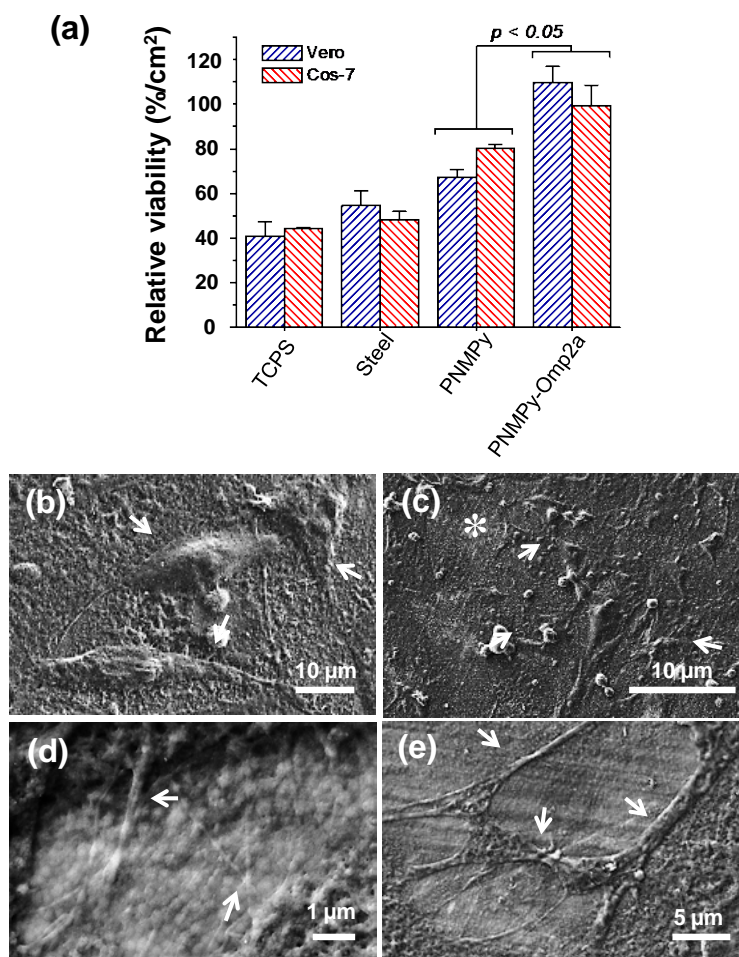 (a)
Relative viability (%/cm²)
120
100
80
60
40
20
0
Vero
Cos-7
p < 0.05
TCPS
Steel
PNMPy
PNMPy-Omp2a
(b)
10 µm
(c)
*
10 µm
(d)
1 µm
(e)
5 µm